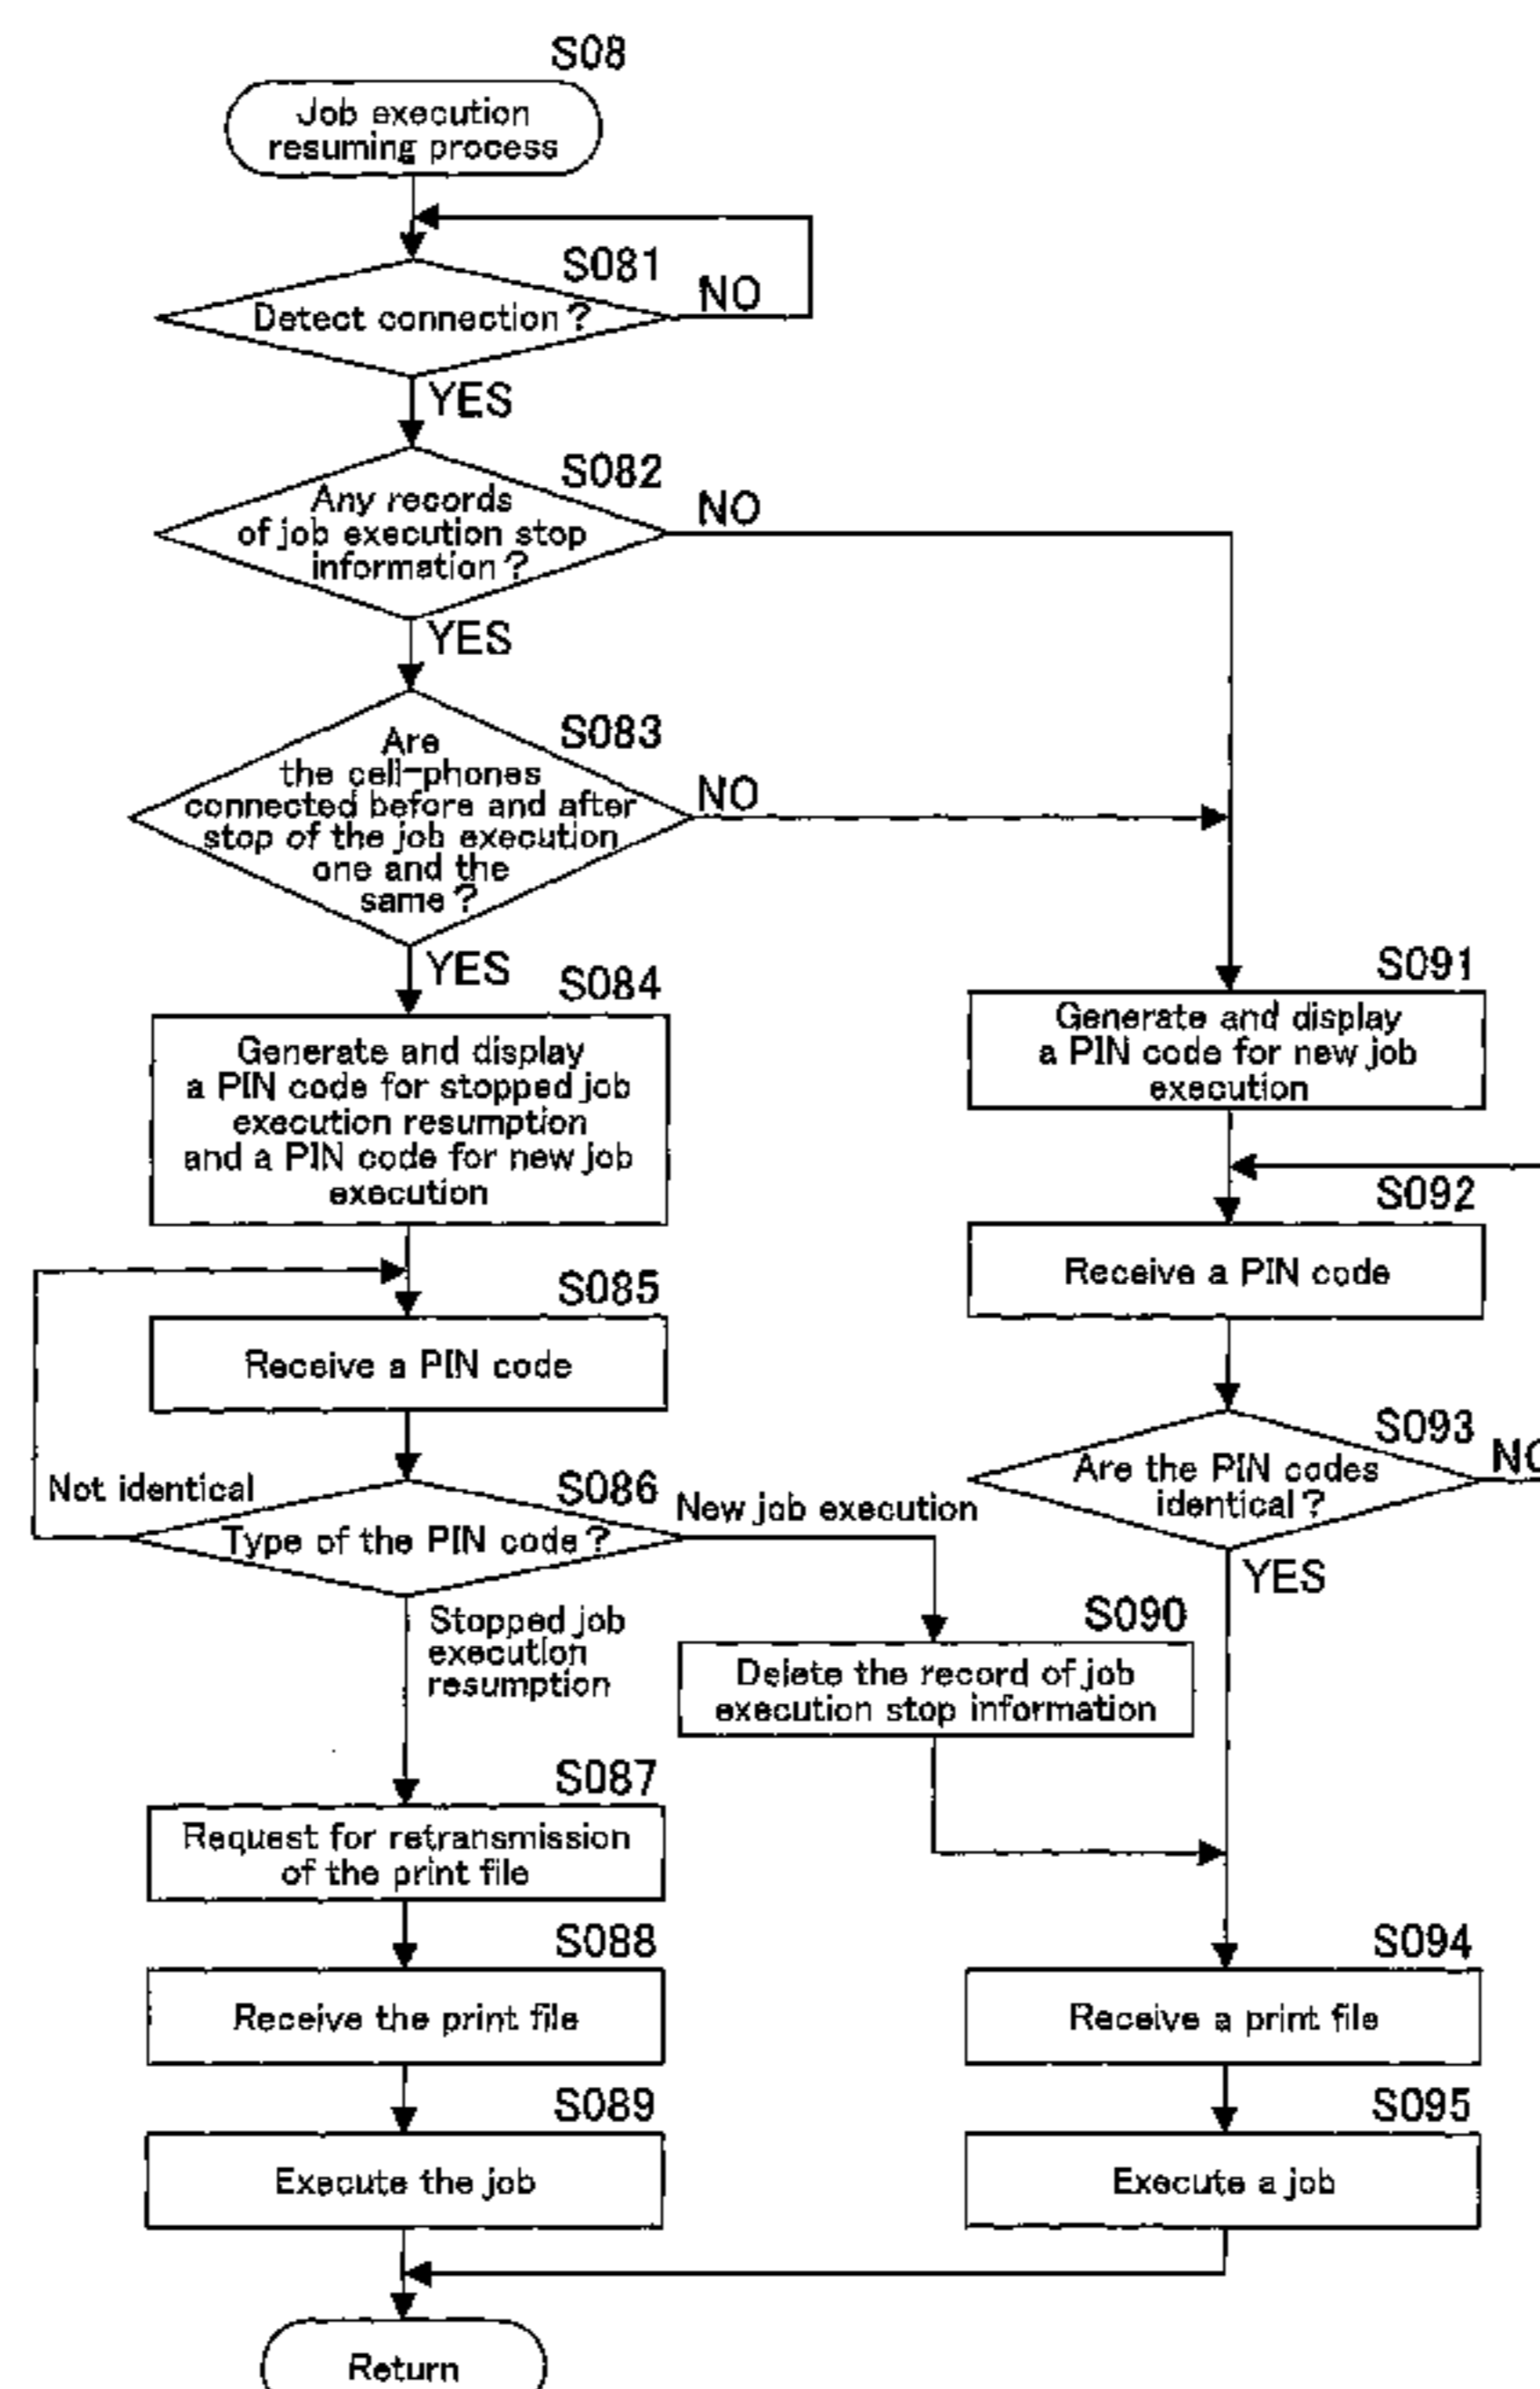 S08
Job execution
resuming process
S081
Detect connection?
NO
YES
S082
Any records
of job execution stop
information?
NO
YES
S083
Are
the cell-phones
connected before and after
stop of the job execution
one and the
same?
NO
YES
S084
Generate and display
a PIN code for stopped job
execution resumption
and a PIN code for new job
execution
S091
Generate and display
a PIN code for new job
execution
S085
Receive a PIN code
S092
Receive a PIN code
S086
Type of the PIN code?
Not identical
New job execution
Stopped job
execution
resumption
S093
Are the PIN codes
identical?
NO
YES
S090
Delete the record of job
execution stop information
S087
Request for retransmission
of the print file
S088
Receive the print file
S094
Receive a print file
S089
Execute the job
S095
Execute a job
Return